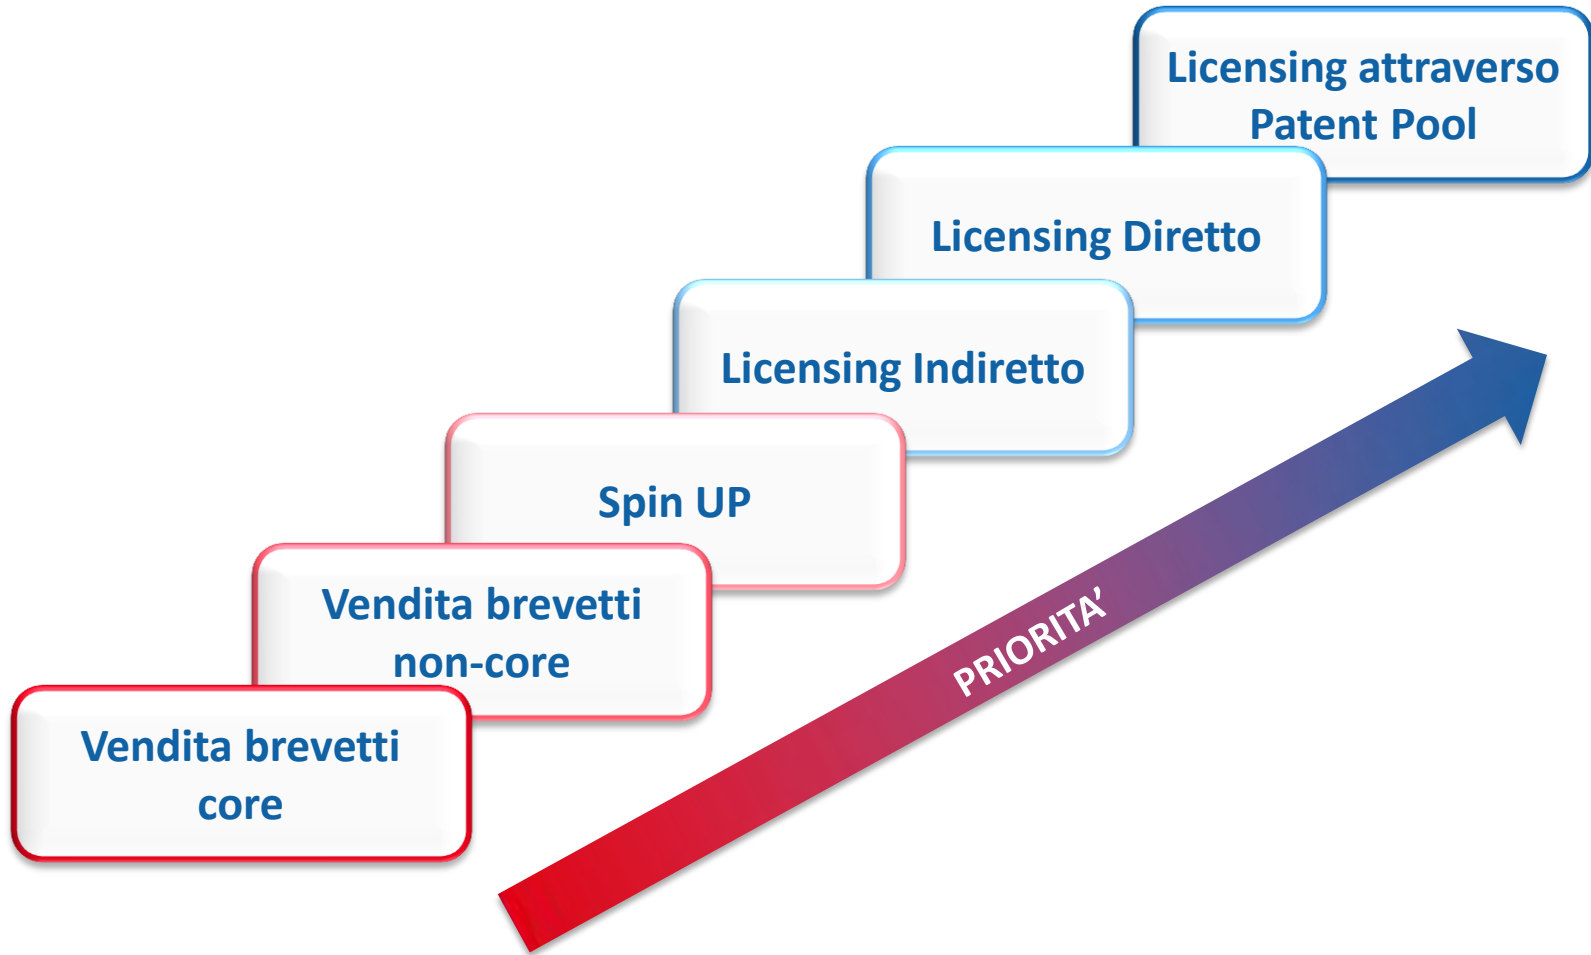 Licensing attraverso
Patent Pool
Licensing Diretto
Licensing Indiretto
Spin UP
Vendita brevetti
non-core
Vendita brevetti
core
PRIORITA’